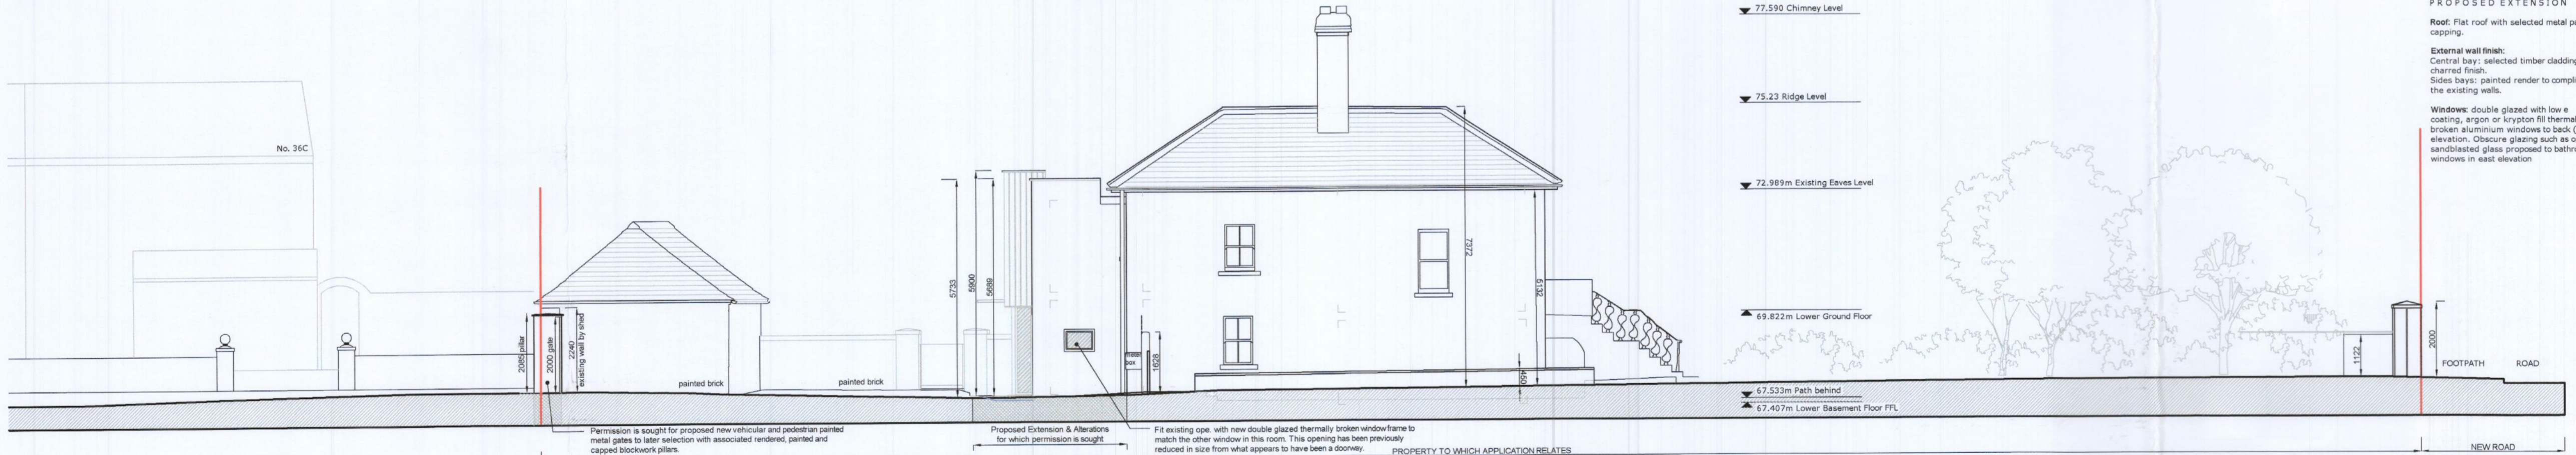 77.590 Chimney Level
75.23 Ridge Level
72.989m Existing Eaves Level
69.822m Lower Ground Floor
67.533m Path behind
67.407m Lower Basement Floor FFL
PROPOSED EXTENSION
Roof: Flat roof with selected metal
capping.
External wall finish:
Central bay: selected timber cladding
charred finish.
Sides bays: painted render to
the existing walls.
Windows: double glazed with low e
coating, argon or krypton fill
broken aluminium windows to back
elevation. Obscure glazing such as
sandblasted glass proposed to
windows in east elevation
No. 36C
2085 pillar
2000 gate
2240
existing wall by shed
painted brick
painted brick
5733
5900
5689
meter
box
1628
7372
5132
450
1122
2000
FOOTPATH
ROAD
Permission is sought for proposed new vehicular and pedestrian painted
metal gates to later selection with associated rendered, painted and
capped blockwork pillars.
Proposed Extension & Alterations
for which permission is sought
Fit existing ope. with new double glazed thermally broken window frame to
match the other window in this room. This opening has been previously
reduced in size from what appears to have been a doorway.
PROPERTY TO WHICH APPLICATION RELATES
NEW ROAD